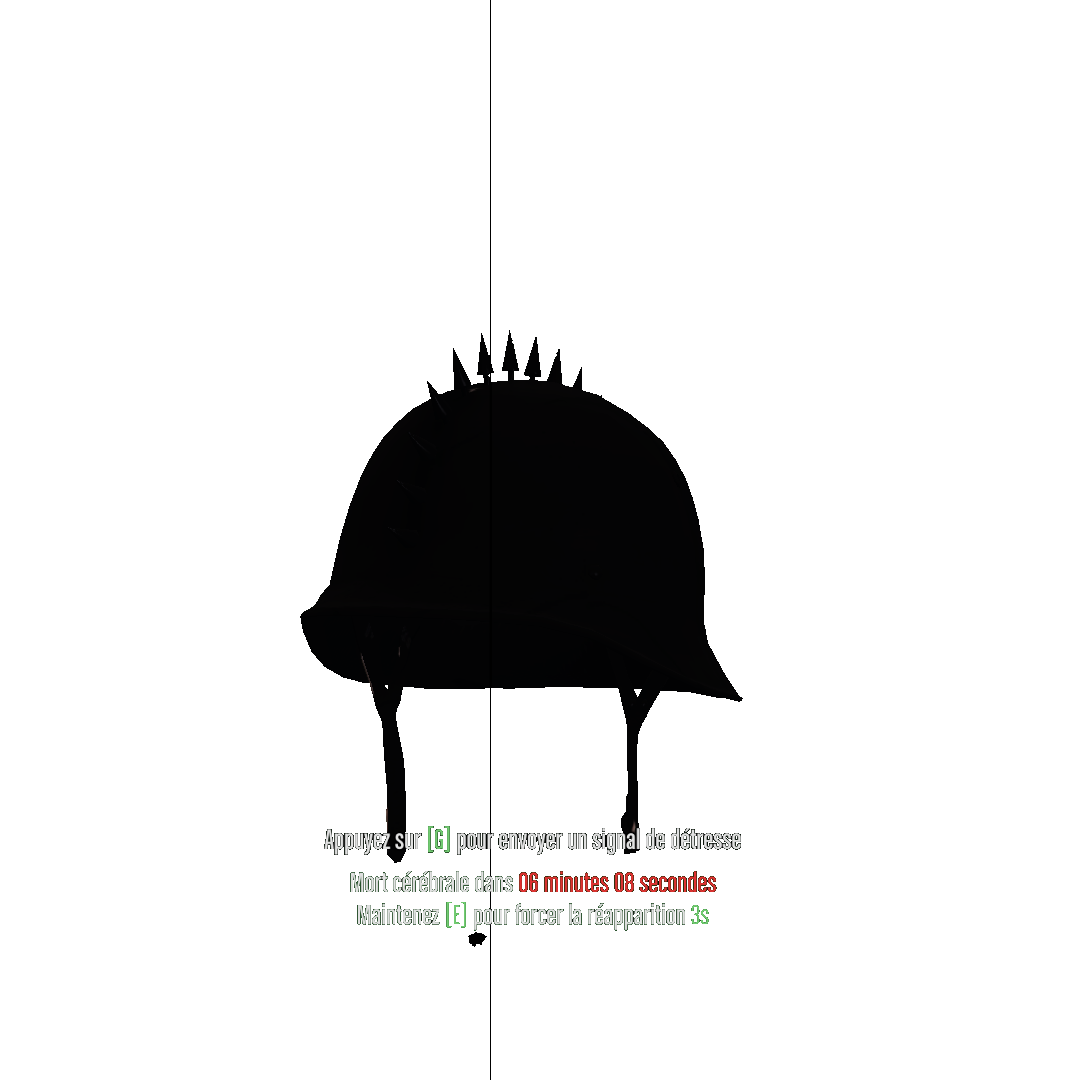 Appuyez sur [G] pour envoyer un signal de détresse
Mort cérébrale dans 06 minutes 08 secondes
Maintenez [E] pour forcer la réapparition 3s